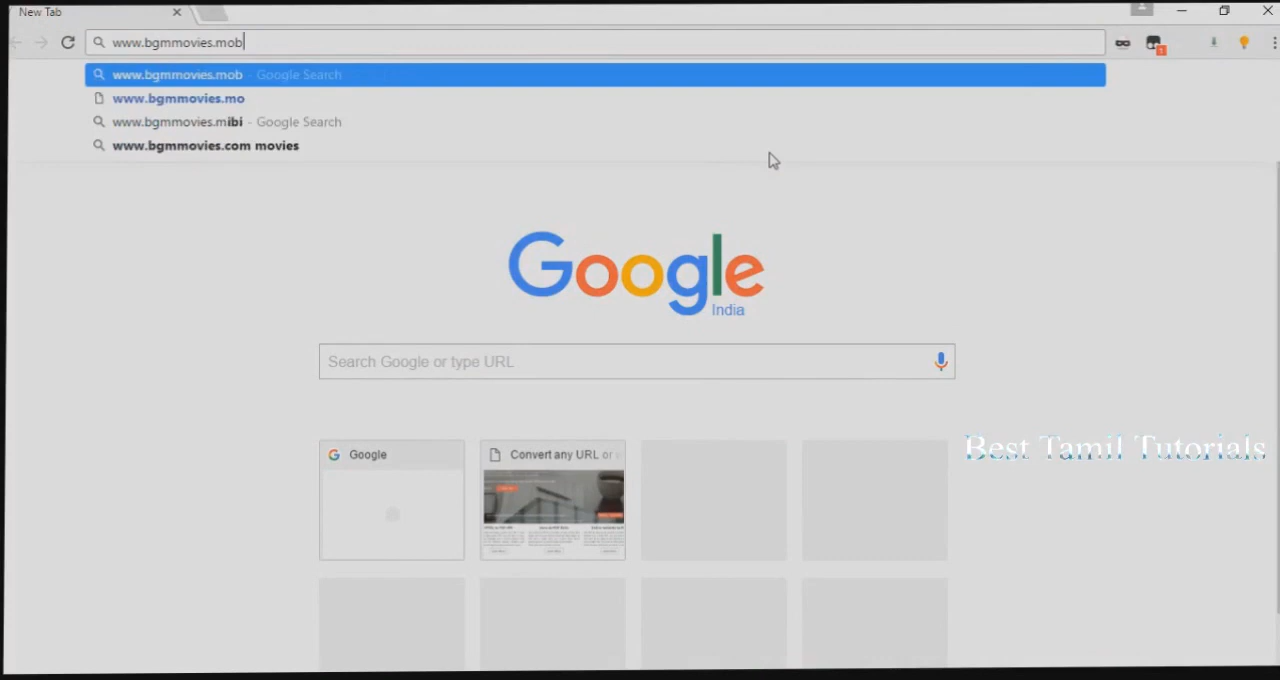 New Tab
www.bgmmovies.mob
www.bgmmovies.mob - Google Search
www.bgmmovies.mo
www.bgmmovies.mibi - Google Search
www.bgmmovies.com movies
Google
India
Search Google or type URL
Google
Convert any URL or
Best Tamil Tutorials